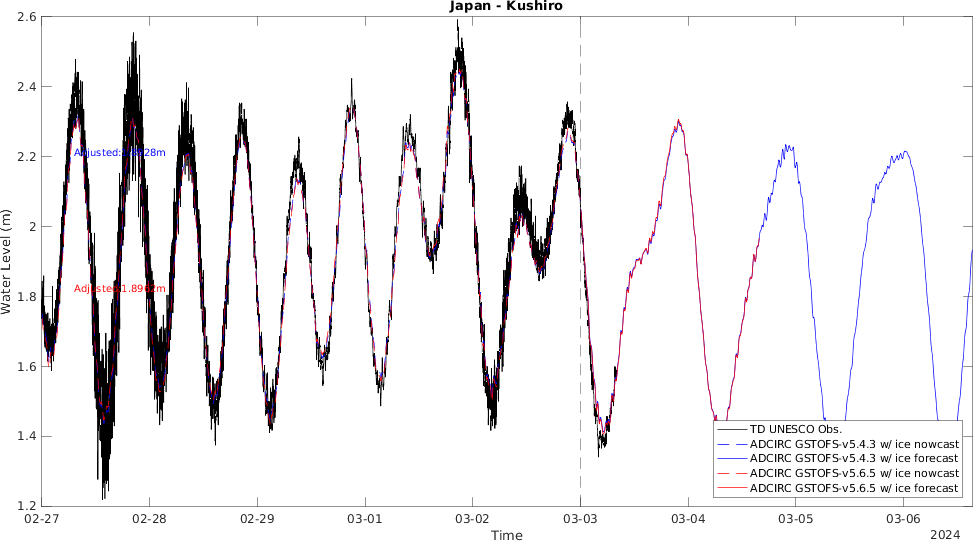 Japan - Kushiro
2.6
2.4
2.2
2
1.8
1.6
1.4
1.2
Water Level (m)
Adjusted:
28m
Adjusted:1.89
2m
TD UNESCO Obs.
ADCIRC GSTOFS-v5.4.3 w/ ice nowcast
ADCIRC GSTOFS-v5.4.3 w/ ice forecast
ADCIRC GSTOFS-v5.6.5 w/ ice nowcast
ADCIRC GSTOFS-v5.6.5 w/ ice forecast
02-27 02-28 02-29 03-01 03-02 03-03 03-04 03-05 03-06
Time
2024